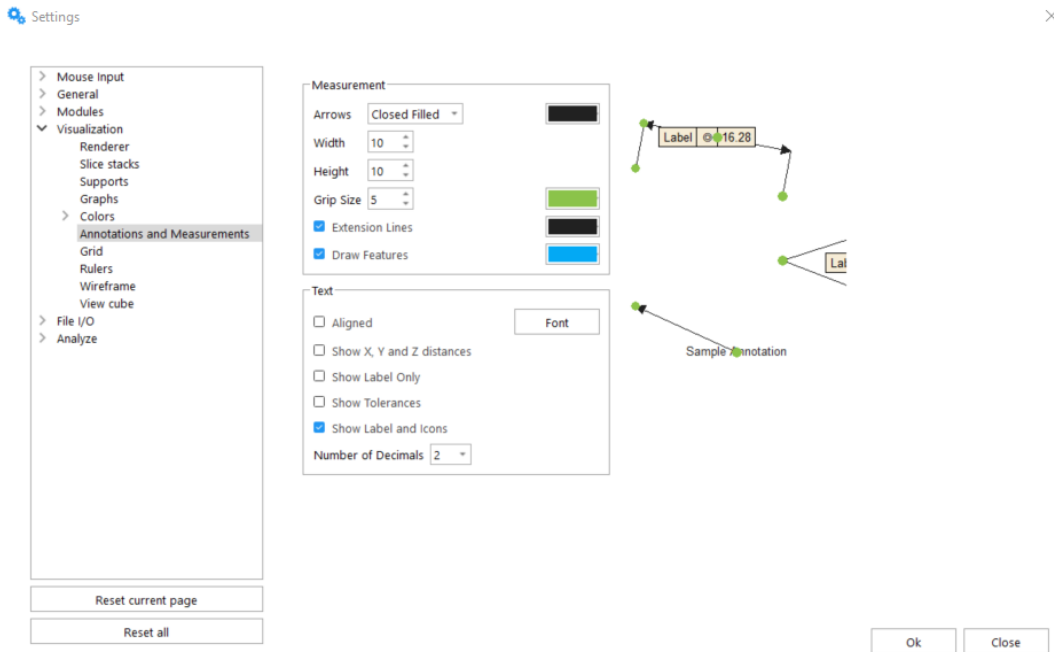 Settings
Mouse Input
General
Modules
Visualization
Renderer
Slice stacks
Supports
Graphs
Colors
Annotations and Measurements
Grid
Rulers
Wireframe
View cube
File I/O
Analyze
Reset current page
Reset all
Measurement
Arrows Closed Filled
Width 10
Height 10
Grip Size 5
Extension Lines
Draw Features
Text
Aligned Font
Show X, Y and Z distances
Show Label Only
Show Tolerances
Show Label and Icons
Number of Decimals 2
Label 16.28
Sample Annotation
Ok Close